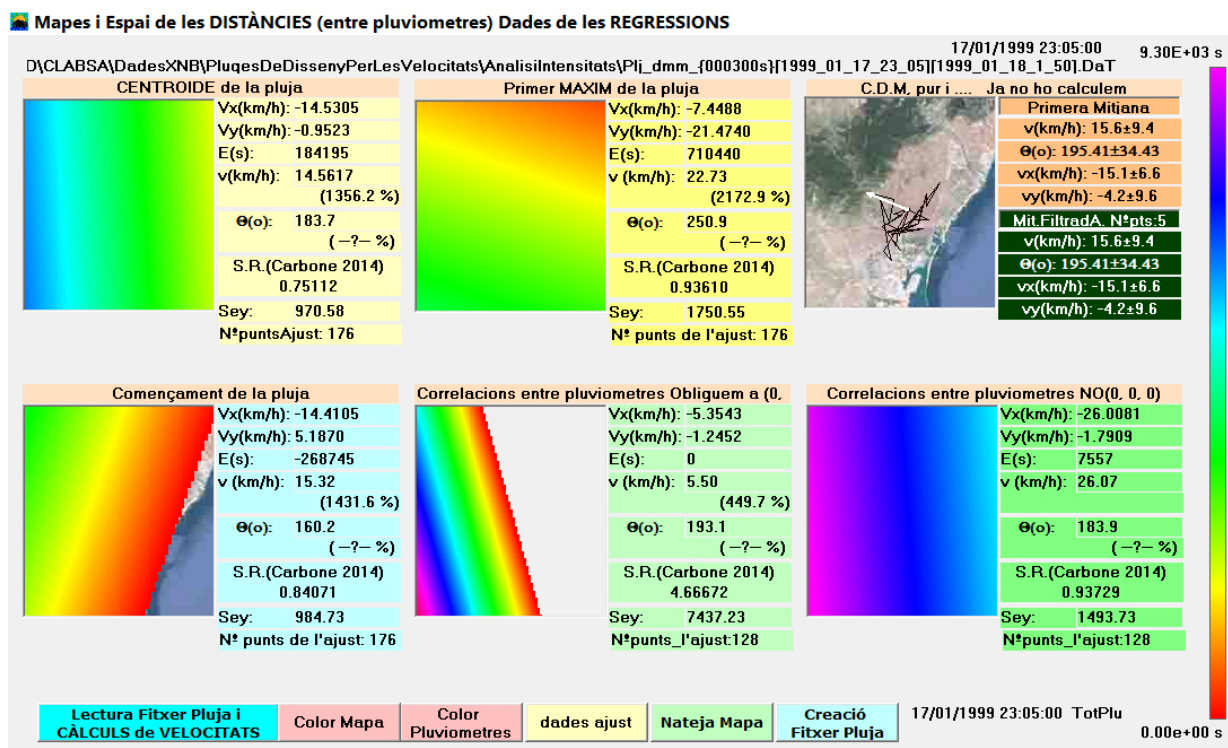 Mapes i Espai de les DISTÀNCIES (entre pluviometres) Dades de les REGRESSIONS
17/01/1999 23:05:00
9.30E+03 s
D\CLABSA\DadesXNB\PlugesDeDissenyPerLesVelocitats\AnalisiIntensitats\Plj_dmm_{000300s}[1999_01_17_23_05][1999_01_18_1_50].DaT
CENTROIDE de la pluja
Vx(km/h): -14.5305
Vy(km/h): -0.9523
E(s): 184195
v(km/h): 14.5617
(1356.2 %)
Θ(o): 183.7
( –?– %)
S.R.(Carbone 2014)
0.75112
Sey: 970.58
NºpuntsAjust: 176
Primer MAXIM de la pluja
Vx(km/h): -7.4488
Vy(km/h): -21.4740
E(s): 710440
v (km/h): 22.73
(2172.9 %)
Θ(o): 250.9
( –?– %)
S.R.(Carbone 2014)
0.93610
Sey: 1750.55
Nº punts de l'ajust: 176
C.D.M, pur i .... Ja no ho calculem
Primera Mitjana
v(km/h): 15.6±9.4
Θ(o): 195.41±34.43
vx(km/h): -15.1±6.6
vy(km/h): -4.2±9.6
Mit.FiltradA. Nºpts:5
v(km/h): 15.6±9.4
Θ(o): 195.41±34.43
vx(km/h): -15.1±6.6
vy(km/h): -4.2±9.6
Començament de la pluja
Vx(km/h): -14.4105
Vy(km/h): 5.1870
E(s): -268745
v (km/h): 15.32
(1431.6 %)
Θ(o): 160.2
( –?– %)
S.R.(Carbone 2014)
0.84071
Sey: 984.73
Nº punts de l'ajust: 176
Correlacions entre pluviometres Obliguem a (0,
Vx(km/h): -5.3543
Vy(km/h): -1.2452
E(s): 0
v (km/h): 5.50
(449.7 %)
Θ(o): 193.1
( –?– %)
S.R.(Carbone 2014)
4.66672
Sey: 7437.23
Nºpunts_l'ajust:128
Correlacions entre pluviometres NO(0, 0, 0)
Vx(km/h): -26.0081
Vy(km/h): -1.7909
E(s): 7557
v (km/h): 26.07
Θ(o): 183.9
( –?– %)
S.R.(Carbone 2014)
0.93729
Sey: 1493.73
Nºpunts_l'ajust:128
Lectura Fitxer Pluja i
CÀLCULS de VELOCITATS
Color Mapa
Color
Pluviometres
dades ajust
Nateja Mapa
Creació
Fitxer Pluja
17/01/1999 23:05:00 TotPlu
0.00e+00 s